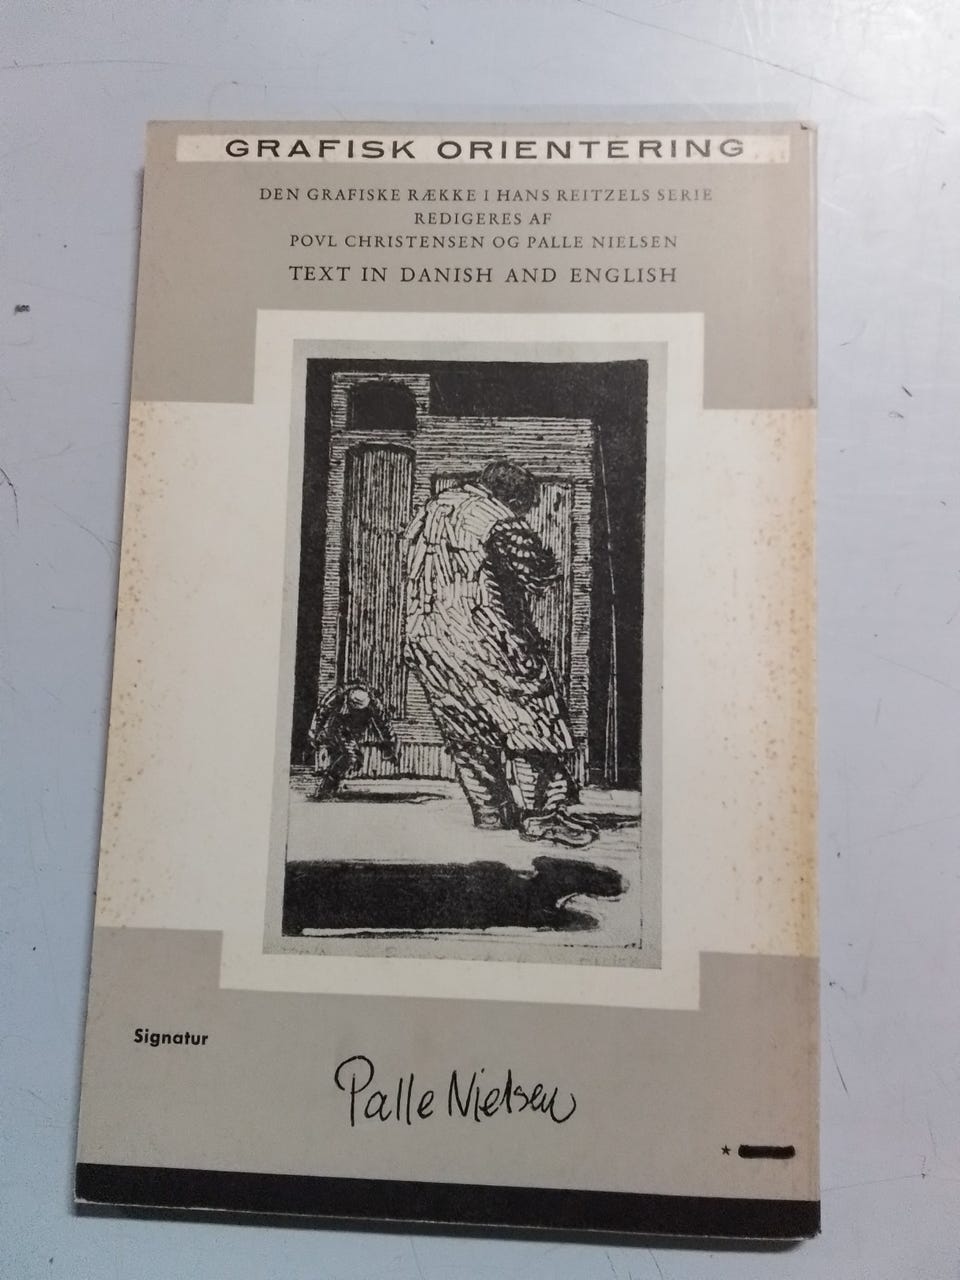 GRAFISK ORIENTERING
DEN GRAFISKE RÆKKE I HANS REITZELS SERIE
REDIGERES AF
POVL CHRISTENSEN OG PALLE NIELSEN
TEXT IN DANISH AND ENGLISH
Signatur
Palle Nielsen